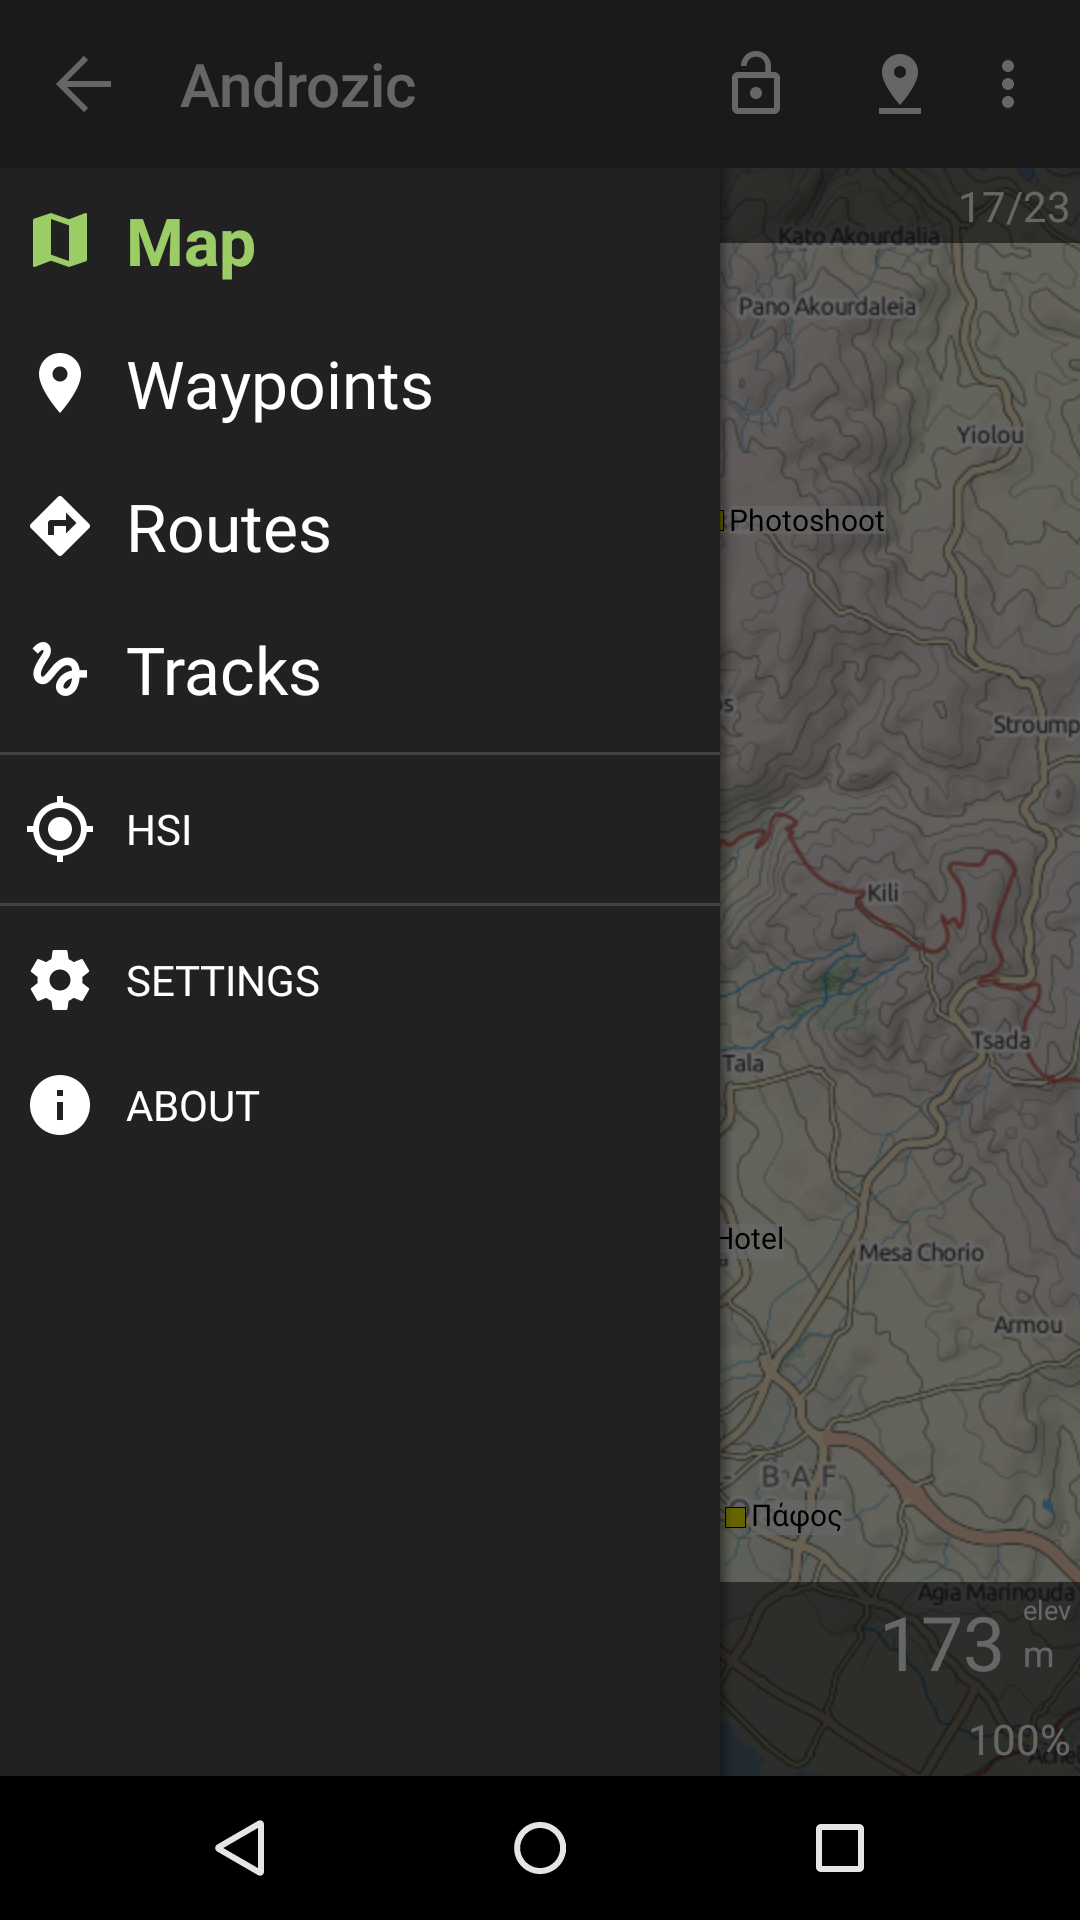 Androzic
17/23
Map
Waypoints
Routes
Tracks
HSI
SETTINGS
ABOUT
Kato Akourdalia
Pano Akourdaleia
Yiolou
Photoshoot
Stroump
Kili
Tsada
Tala
Hotel
Mesa Chorio
Armou
- BAF
Πάφος
Agia Marinouda
elev
173 m
100%